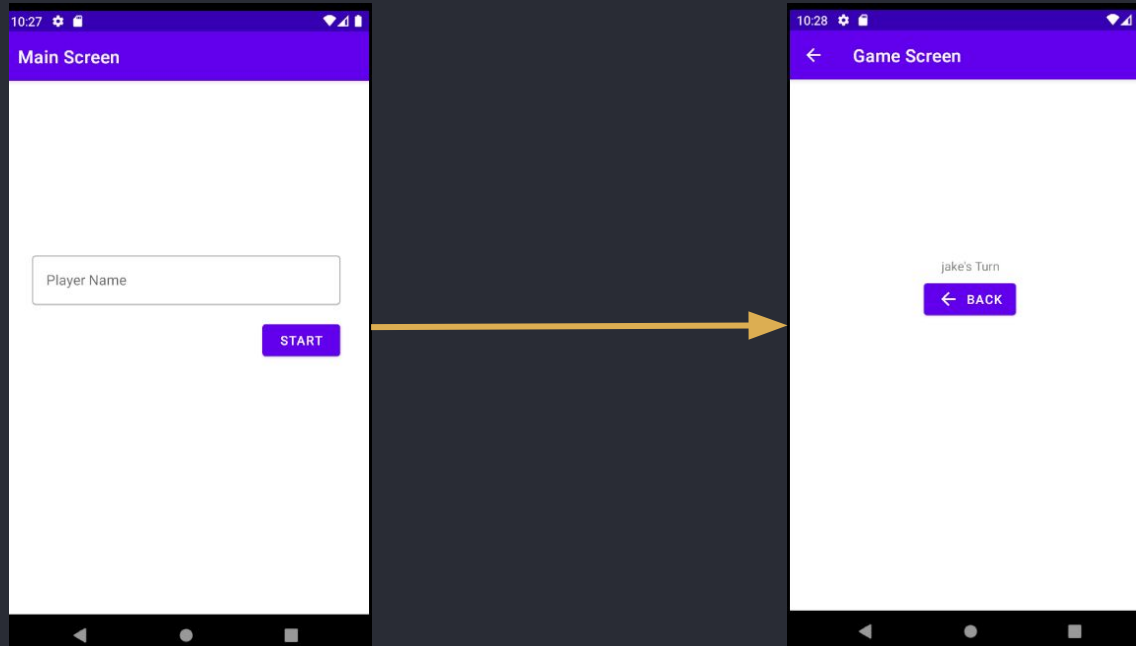 10:27
Main Screen
Player Name
START
10:28
Game Screen
jake's Turn
BACK